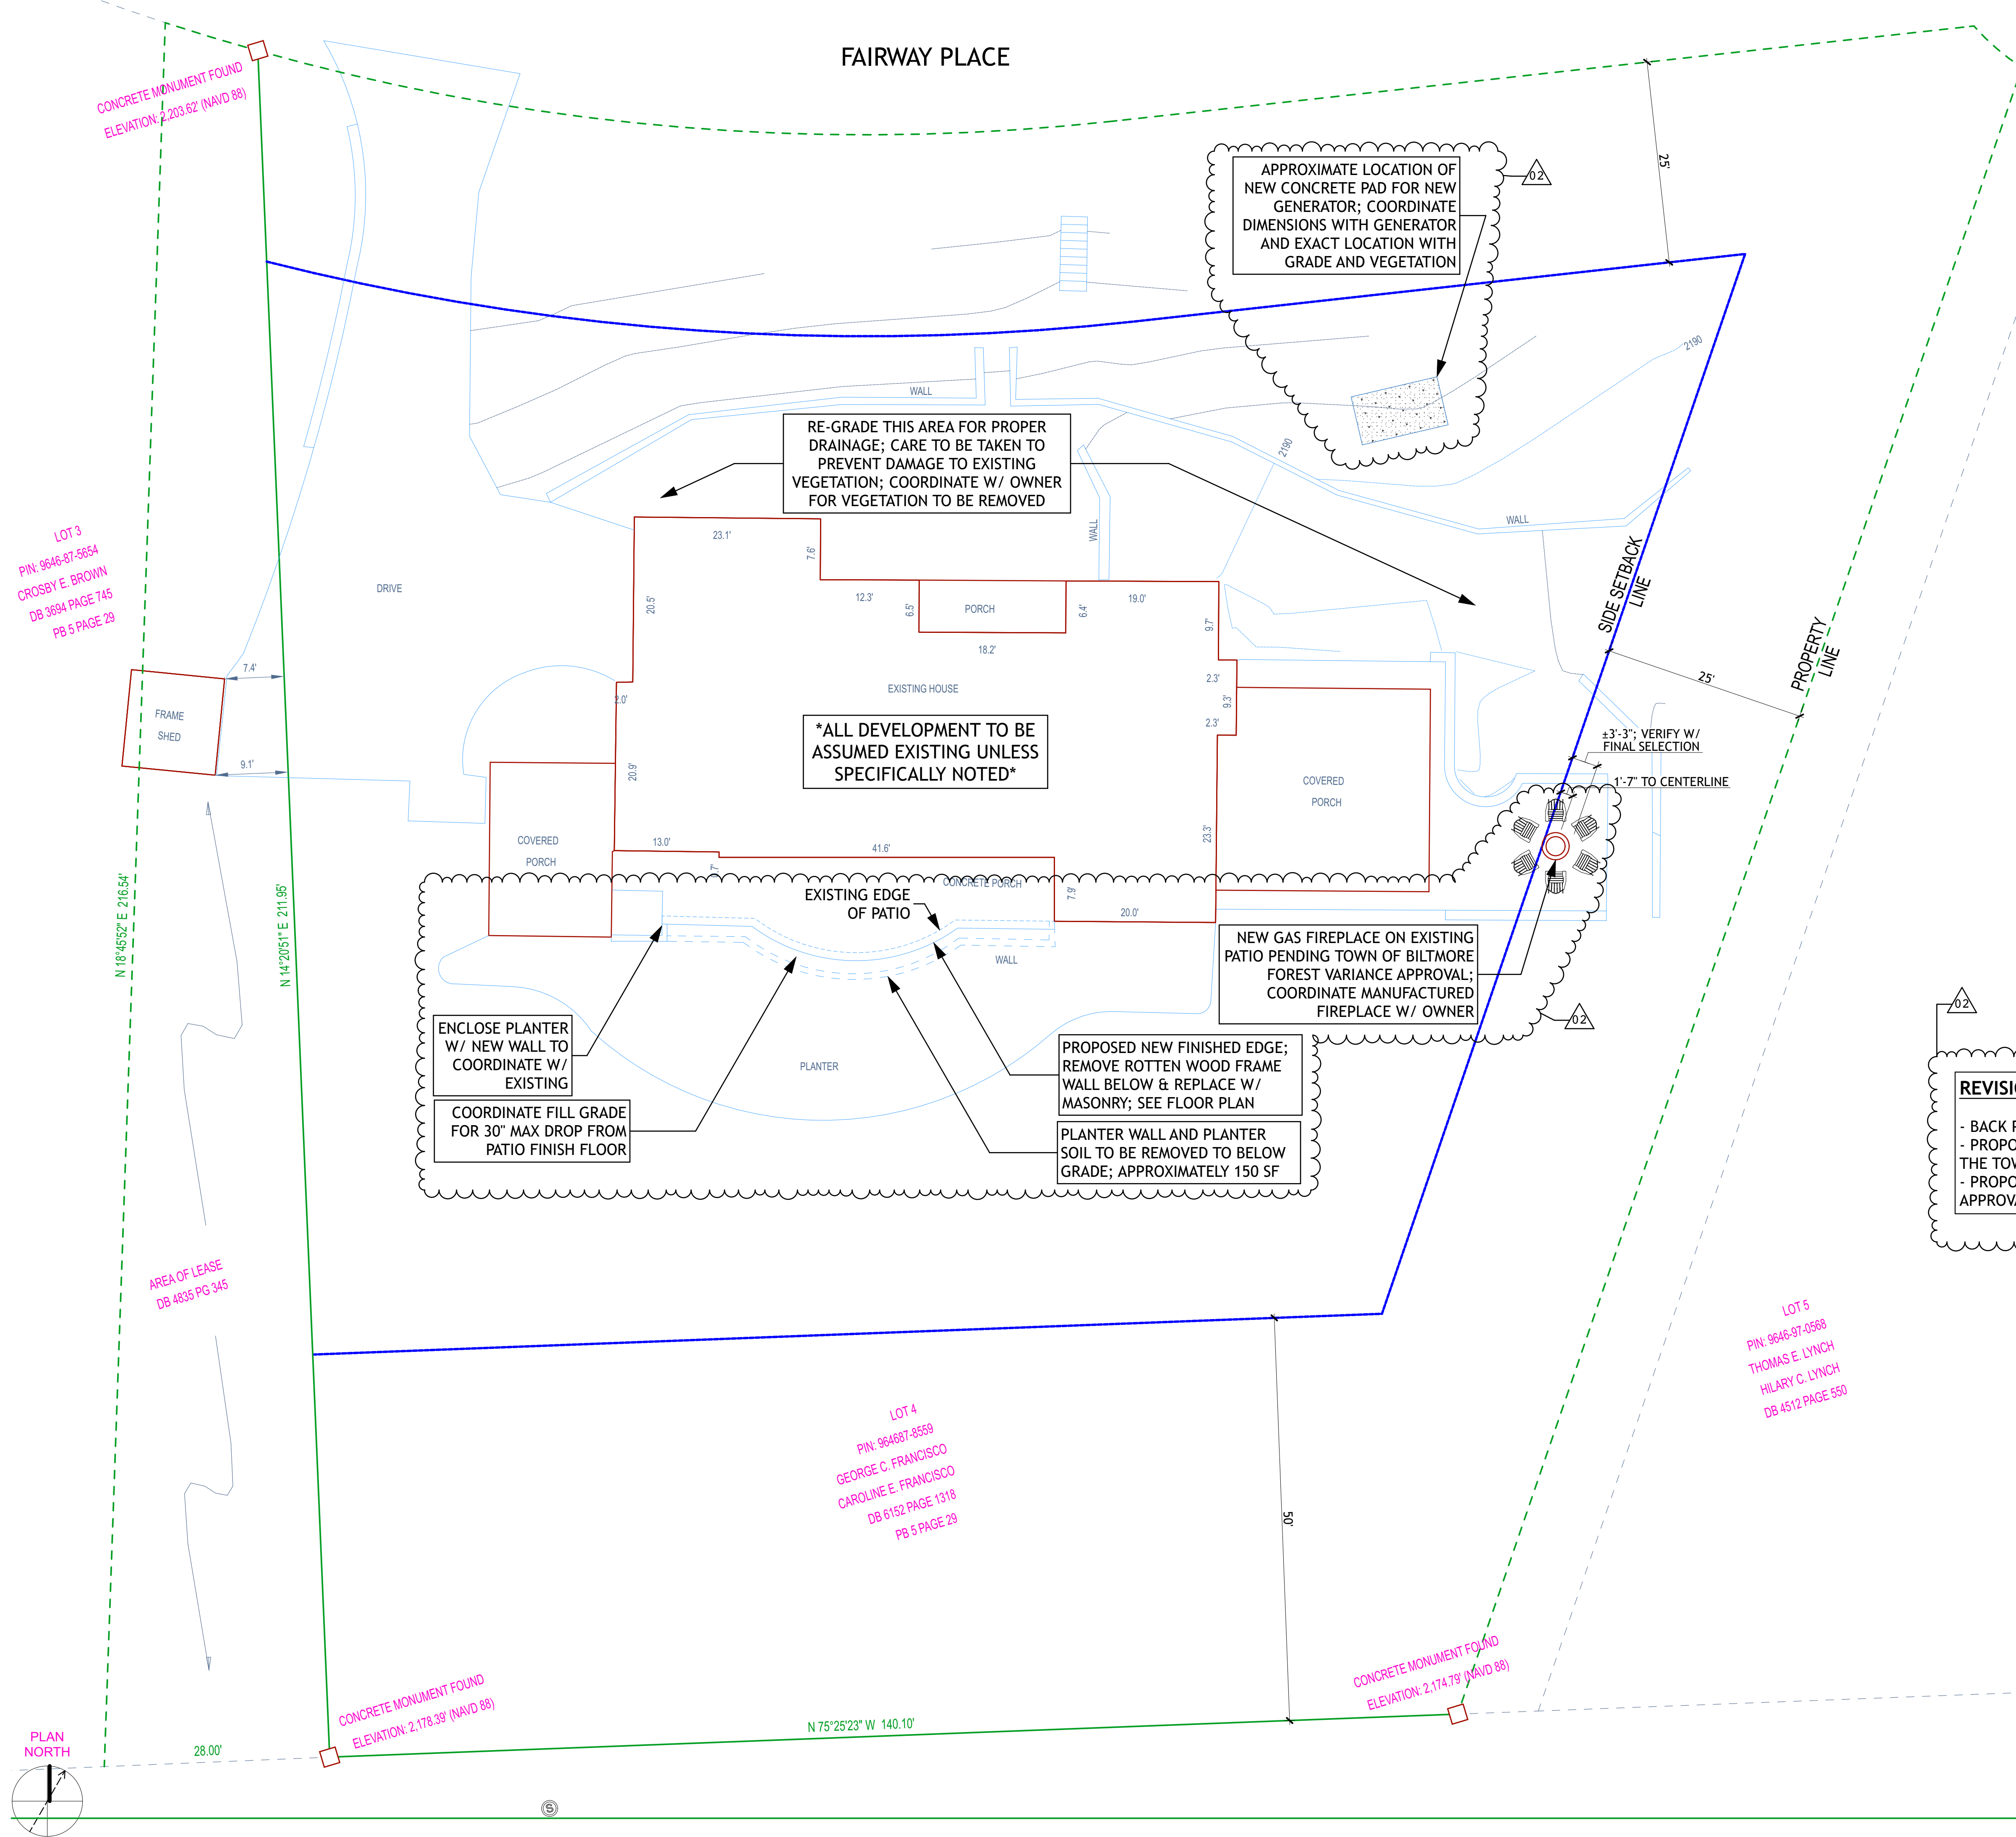 FAIRWAY PLACE
CONCRETE MONUMENT FOUND
ELEVATION: 2,203.62' (NAVD 88)
25'
APPROXIMATE LOCATION OF
NEW CONCRETE PAD FOR NEW
GENERATOR; COORDINATE
DIMENSIONS WITH GENERATOR
AND EXACT LOCATION WITH
GRADE AND VEGETATION
02
2190
WALL
RE-GRADE THIS AREA FOR PROPER
DRAINAGE; CARE TO BE TAKEN TO
PREVENT DAMAGE TO EXISTING
VEGETATION; COORDINATE W/ OWNER
FOR VEGETATION TO BE REMOVED
2190
WALL
WALL
LOT 3
PIN: 9646-87-5654
CROSBY E. BROWN
DB 3694 PAGE 745
PB 5 PAGE 29
DRIVE
23.1'
7.6'
12.3'
6.5'
PORCH
6.4'
19.0'
20.5'
18.2'
9.7'
SIDE SETBACK
LINE
PROPERTY
LINE
25'
7.4'
FRAME
SHED
9.1'
2.0'
EXISTING HOUSE
2.3'
9.3'
2.3'
*ALL DEVELOPMENT TO BE
ASSUMED EXISTING UNLESS
SPECIFICALLY NOTED*
20.9'
COVERED
PORCH
±3'-3"; VERIFY W/
FINAL SELECTION
1'-7" TO CENTERLINE
COVERED
PORCH
13.0'
41.6'
23.3'
CONCRETE PORCH
7.9'
20.0'
EXISTING EDGE
OF PATIO
WALL
NEW GAS FIREPLACE ON EXISTING
PATIO PENDING TOWN OF BILTMORE
FOREST VARIANCE APPROVAL;
COORDINATE MANUFACTURED
FIREPLACE W/ OWNER
02
N 18°45'52" E 216.54'
N 14°20'51" E 211.95'
ENCLOSE PLANTER
W/ NEW WALL TO
COORDINATE W/
EXISTING
COORDINATE FILL GRADE
FOR 30" MAX DROP FROM
PATIO FINISH FLOOR
PLANTER
PROPOSED NEW FINISHED EDGE;
REMOVE ROTTEN WOOD FRAME
WALL BELOW & REPLACE W/
MASONRY; SEE FLOOR PLAN
PLANTER WALL AND PLANTER
SOIL TO BE REMOVED TO BELOW
GRADE; APPROXIMATELY 150 SF
02
REVISI
- BACK
- PROPO
THE TOW
- PROPO
APPROVA
AREA OF LEASE
DB 4835 PG 345
LOT 5
PIN: 9646-97-0568
THOMAS E. LYNCH
HILARY C. LYNCH
DB 4512 PAGE 550
LOT 4
PIN: 964687-8559
GEORGE C. FRANCISCO
CAROLINE E. FRANCISCO
DB 6152 PAGE 1318
PB 5 PAGE 29
50'
CONCRETE MONUMENT FOUND
ELEVATION: 2,174.79' (NAVD 88)
CONCRETE MONUMENT FOUND
ELEVATION: 2,178.39' (NAVD 88)
N 75°25'23" W 140.10'
PLAN
NORTH
28.00'
S